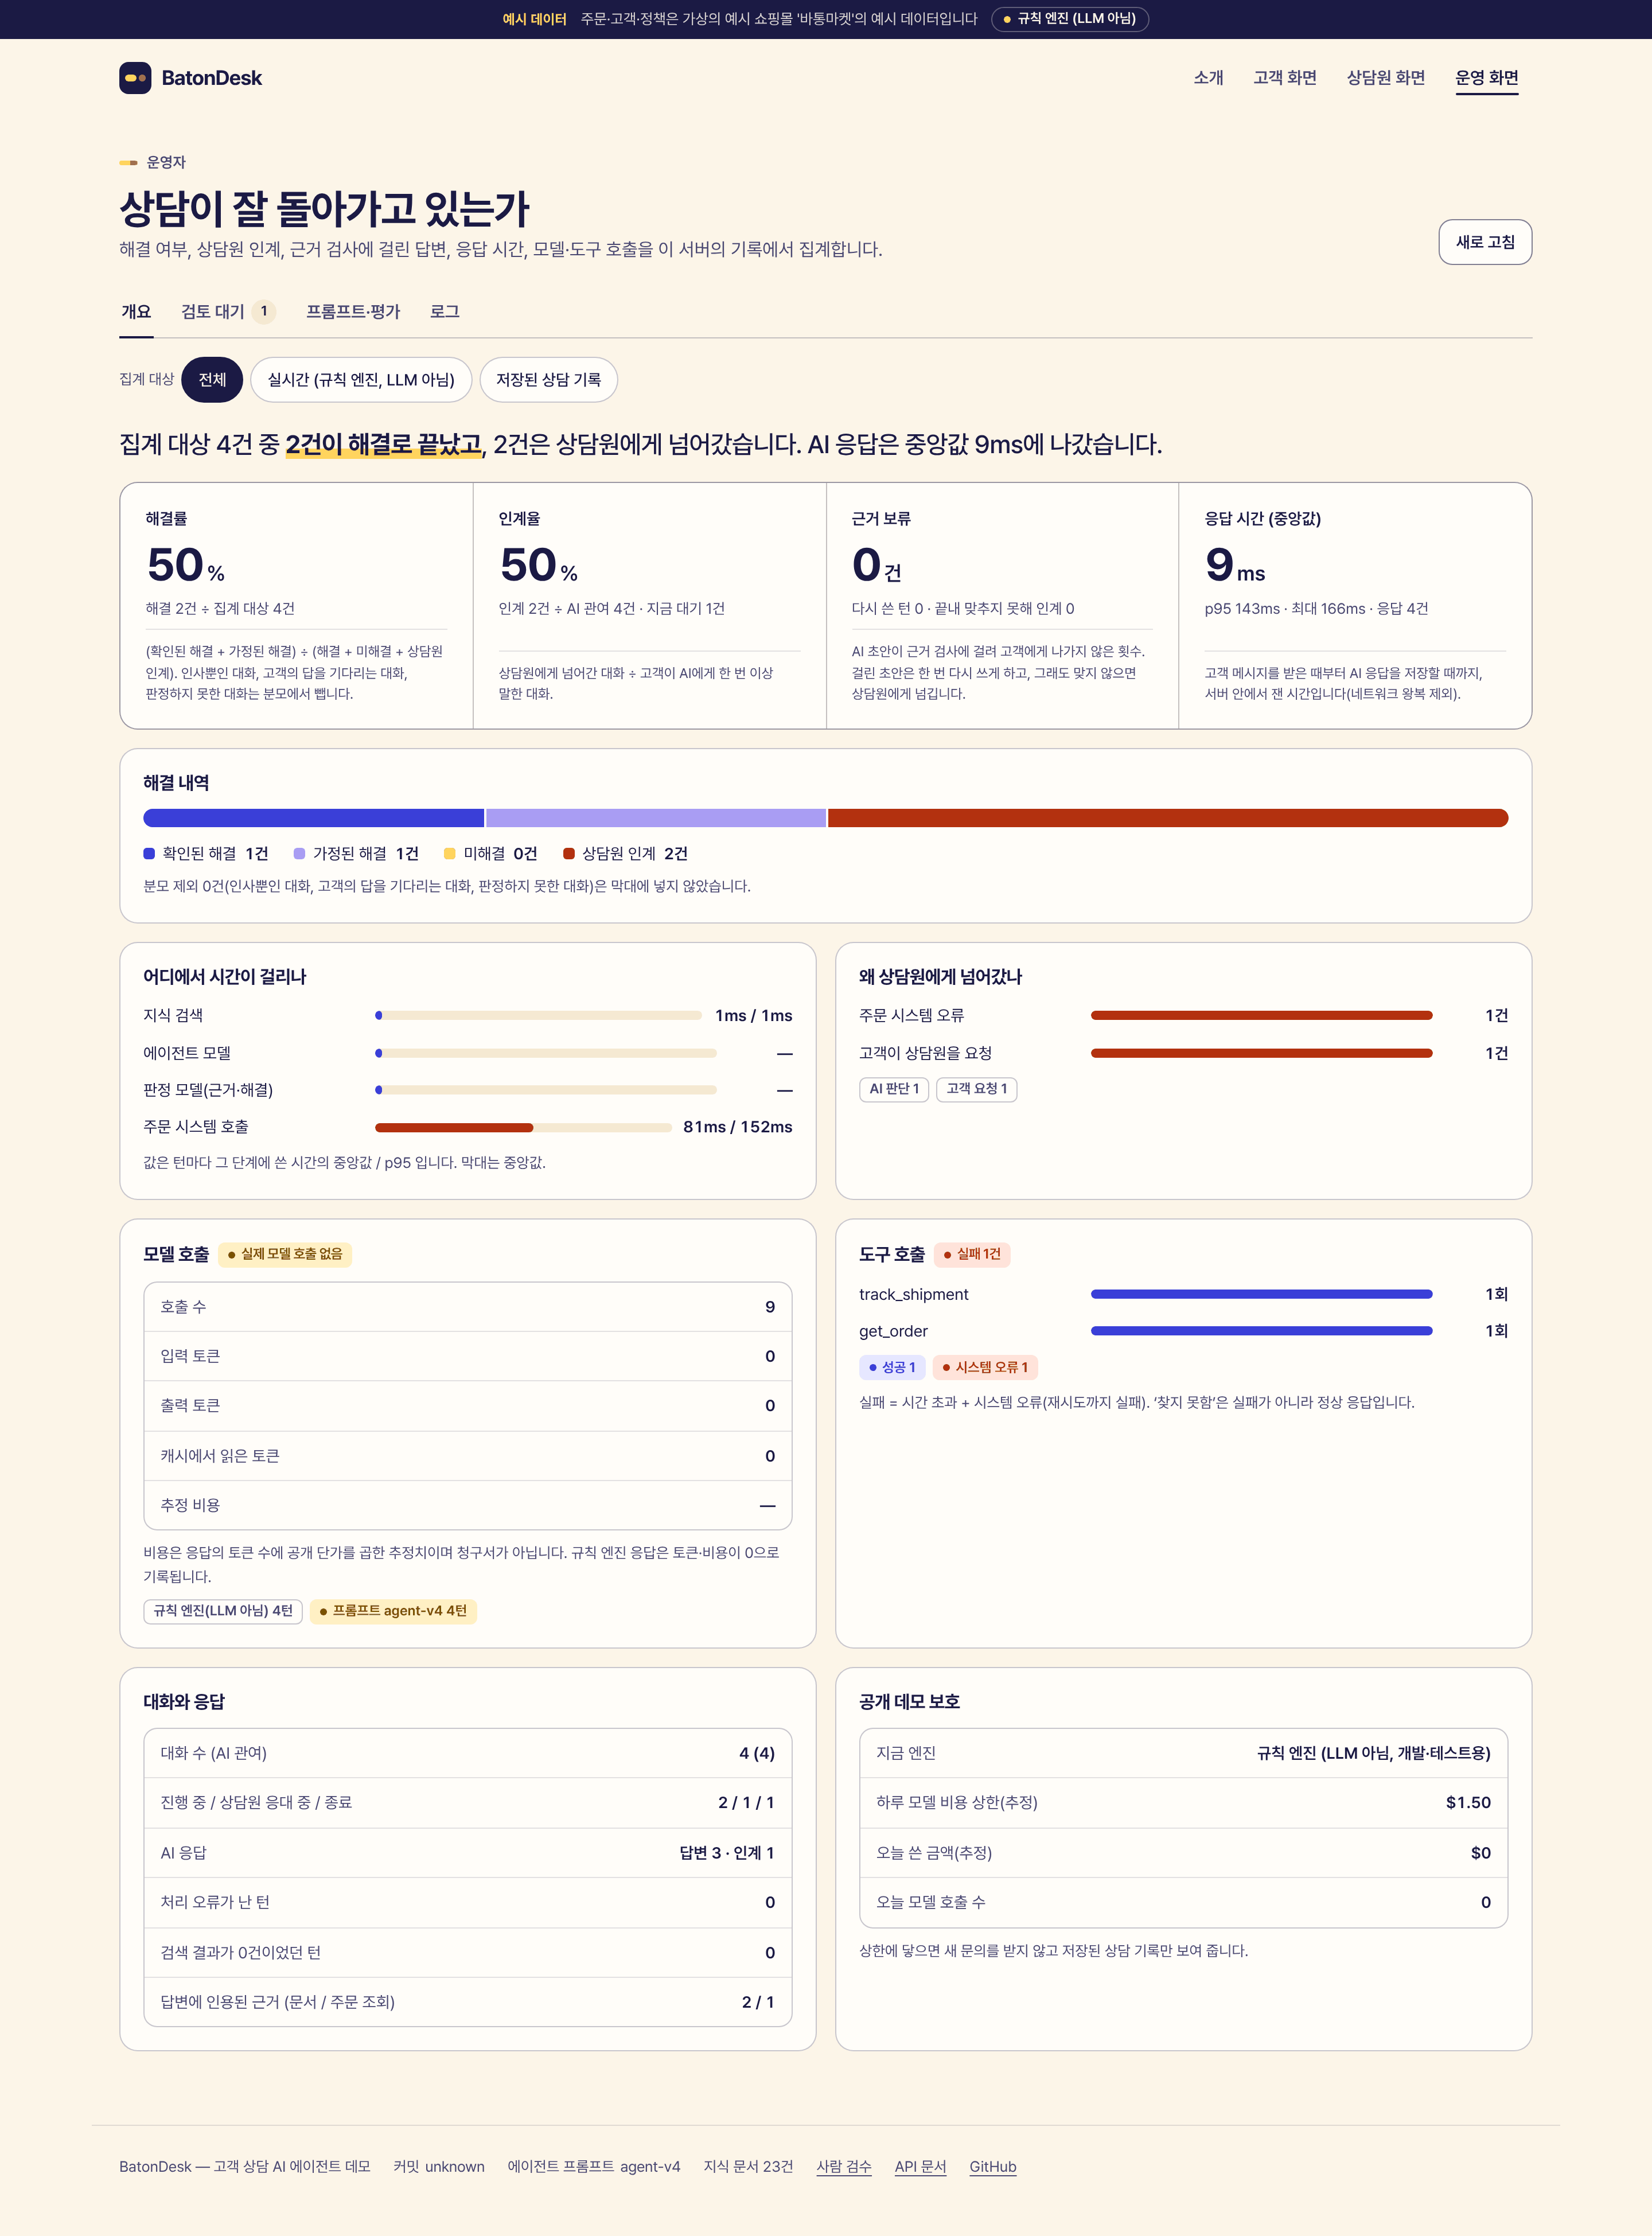 예시 데이터 주문·고객·정책은 가상의 예시 쇼핑몰 '바통마켓'의 예시 데이터입니다 규칙 엔진 (LLM 아님)
BatonDesk 소개 고객 화면 상담원 화면 운영 화면
운영자
상담이 잘 돌아가고 있는가
해결 여부, 상담원 인계, 근거 검사에 걸린 답변, 응답 시간, 모델·도구 호출을 이 서버의 기록에서 집계합니다.
새로 고침
개요 검토 대기 1 프롬프트·평가 로그
집계 대상 전체 실시간 (규칙 엔진, LLM 아님) 저장된 상담 기록
집계 대상 4건 중 2건이 해결로 끝났고, 2건은 상담원에게 넘어갔습니다. AI 응답은 중앙값 9ms에 나갔습니다.
해결률
50%
해결 2건 ÷ 집계 대상 4건
(확인된 해결 + 가정된 해결) ÷ (해결 + 미해결 + 상담원
인계). 인사뿐인 대화, 고객의 답을 기다리는 대화,
판정하지 못한 대화는 분모에서 뺍니다.
인계율
50%
인계 2건 ÷ AI 관여 4건 · 지금 대기 1건
상담원에게 넘어간 대화 ÷ 고객이 AI에게 한 번 이상
말한 대화.
근거 보류
0건
다시 쓴 턴 0 · 끝내 맞추지 못해 인계 0
AI 초안이 근거 검사에 걸려 고객에게 나가지 않은 횟수.
걸린 초안은 한 번 다시 쓰게 하고, 그래도 맞지 않으면
상담원에게 넘깁니다.
응답 시간 (중앙값)
9ms
p95 143ms · 최대 166ms · 응답 4건
고객 메시지를 받은 때부터 AI 응답을 저장할 때까지,
서버 안에서 잰 시간입니다(네트워크 왕복 제외).
해결 내역
확인된 해결 1건 가정된 해결 1건 미해결 0건 상담원 인계 2건
분모 제외 0건(인사뿐인 대화, 고객의 답을 기다리는 대화, 판정하지 못한 대화)은 막대에 넣지 않았습니다.
어디에서 시간이 걸리나
지식 검색 1ms / 1ms
에이전트 모델 —
판정 모델(근거·해결) —
주문 시스템 호출 81ms / 152ms
값은 턴마다 그 단계에 쓴 시간의 중앙값 / p95 입니다. 막대는 중앙값.
왜 상담원에게 넘어갔나
주문 시스템 오류 1건
고객이 상담원을 요청 1건
AI 판단 1 고객 요청 1
모델 호출 실제 모델 호출 없음
호출 수 9
입력 토큰 0
출력 토큰 0
캐시에서 읽은 토큰 0
추정 비용 —
비용은 응답의 토큰 수에 공개 단가를 곱한 추정치이며 청구서가 아닙니다. 규칙 엔진 응답은 토큰·비용이 0으로
기록됩니다.
규칙 엔진(LLM 아님) 4턴 프롬프트 agent-v4 4턴
도구 호출 실패 1건
track_shipment 1회
get_order 1회
성공 1 시스템 오류 1
실패 = 시간 초과 + 시스템 오류(재시도까지 실패). ‘찾지 못함’은 실패가 아니라 정상 응답입니다.
대화와 응답
대화 수 (AI 관여) 4 (4)
진행 중 / 상담원 응대 중 / 종료 2 / 1 / 1
AI 응답 답변 3 · 인계 1
처리 오류가 난 턴 0
검색 결과가 0건이었던 턴 0
답변에 인용된 근거 (문서 / 주문 조회) 2 / 1
공개 데모 보호
지금 엔진 규칙 엔진 (LLM 아님, 개발·테스트용)
하루 모델 비용 상한(추정) $1.50
오늘 쓴 금액(추정) $0
오늘 모델 호출 수 0
상한에 닿으면 새 문의를 받지 않고 저장된 상담 기록만 보여 줍니다.
BatonDesk — 고객 상담 AI 에이전트 데모 커밋 unknown 에이전트 프롬프트 agent-v4 지식 문서 23건 사람 검수 API 문서 GitHub